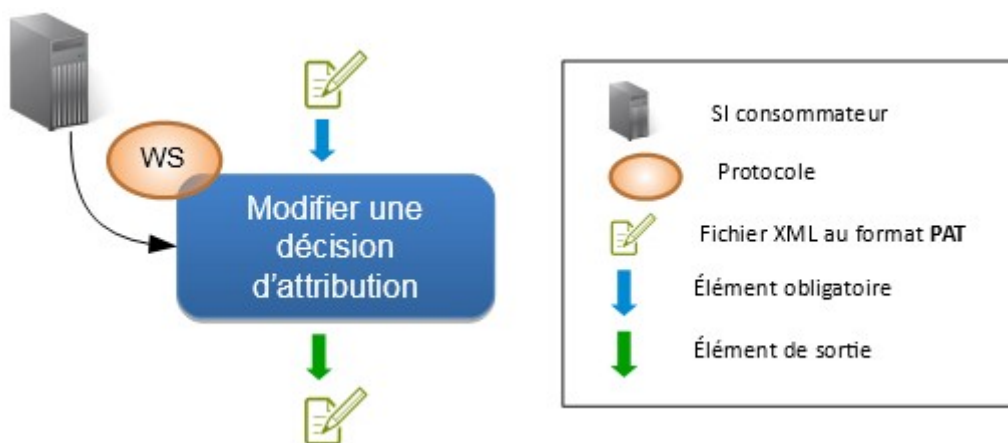 WS
Modifier une
décision
d'attribution
SI consommateur
Protocole
Fichier XML au format PAT
Élément obligatoire
Élément de sortie